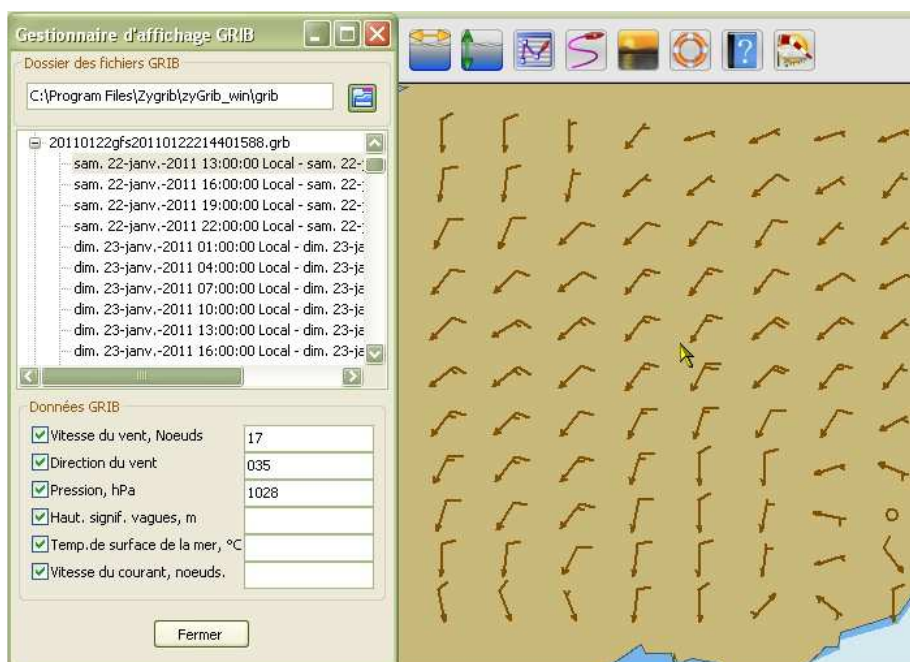 Gestionnaire d'affichage GRIB
Dossier des fichiers GRIB
C:\Program Files\Zygrib\zyGrib_win\grib
20110122gfs20110122214401588.grb
sam. 22-janv.-2011 13:00:00 Local - sam. 22-j
sam. 22-janv.-2011 16:00:00 Local - sam. 22-j
sam. 22-janv.-2011 19:00:00 Local - sam. 22-j
sam. 22-janv.-2011 22:00:00 Local - sam. 22-j
dim. 23-janv.-2011 01:00:00 Local - dim. 23-ja
dim. 23-janv.-2011 04:00:00 Local - dim. 23-ja
dim. 23-janv.-2011 07:00:00 Local - dim. 23-ja
dim. 23-janv.-2011 10:00:00 Local - dim. 23-ja
dim. 23-janv.-2011 13:00:00 Local - dim. 23-ja
dim. 23-janv.-2011 16:00:00 Local - dim. 23-ja
Données GRIB
Vitesse du vent, Noeuds 17
Direction du vent 035
Pression, hPa 1028
Haut. signif. vagues, m
Temp.de surface de la mer, °C
Vitesse du courant, noeuds.
Fermer